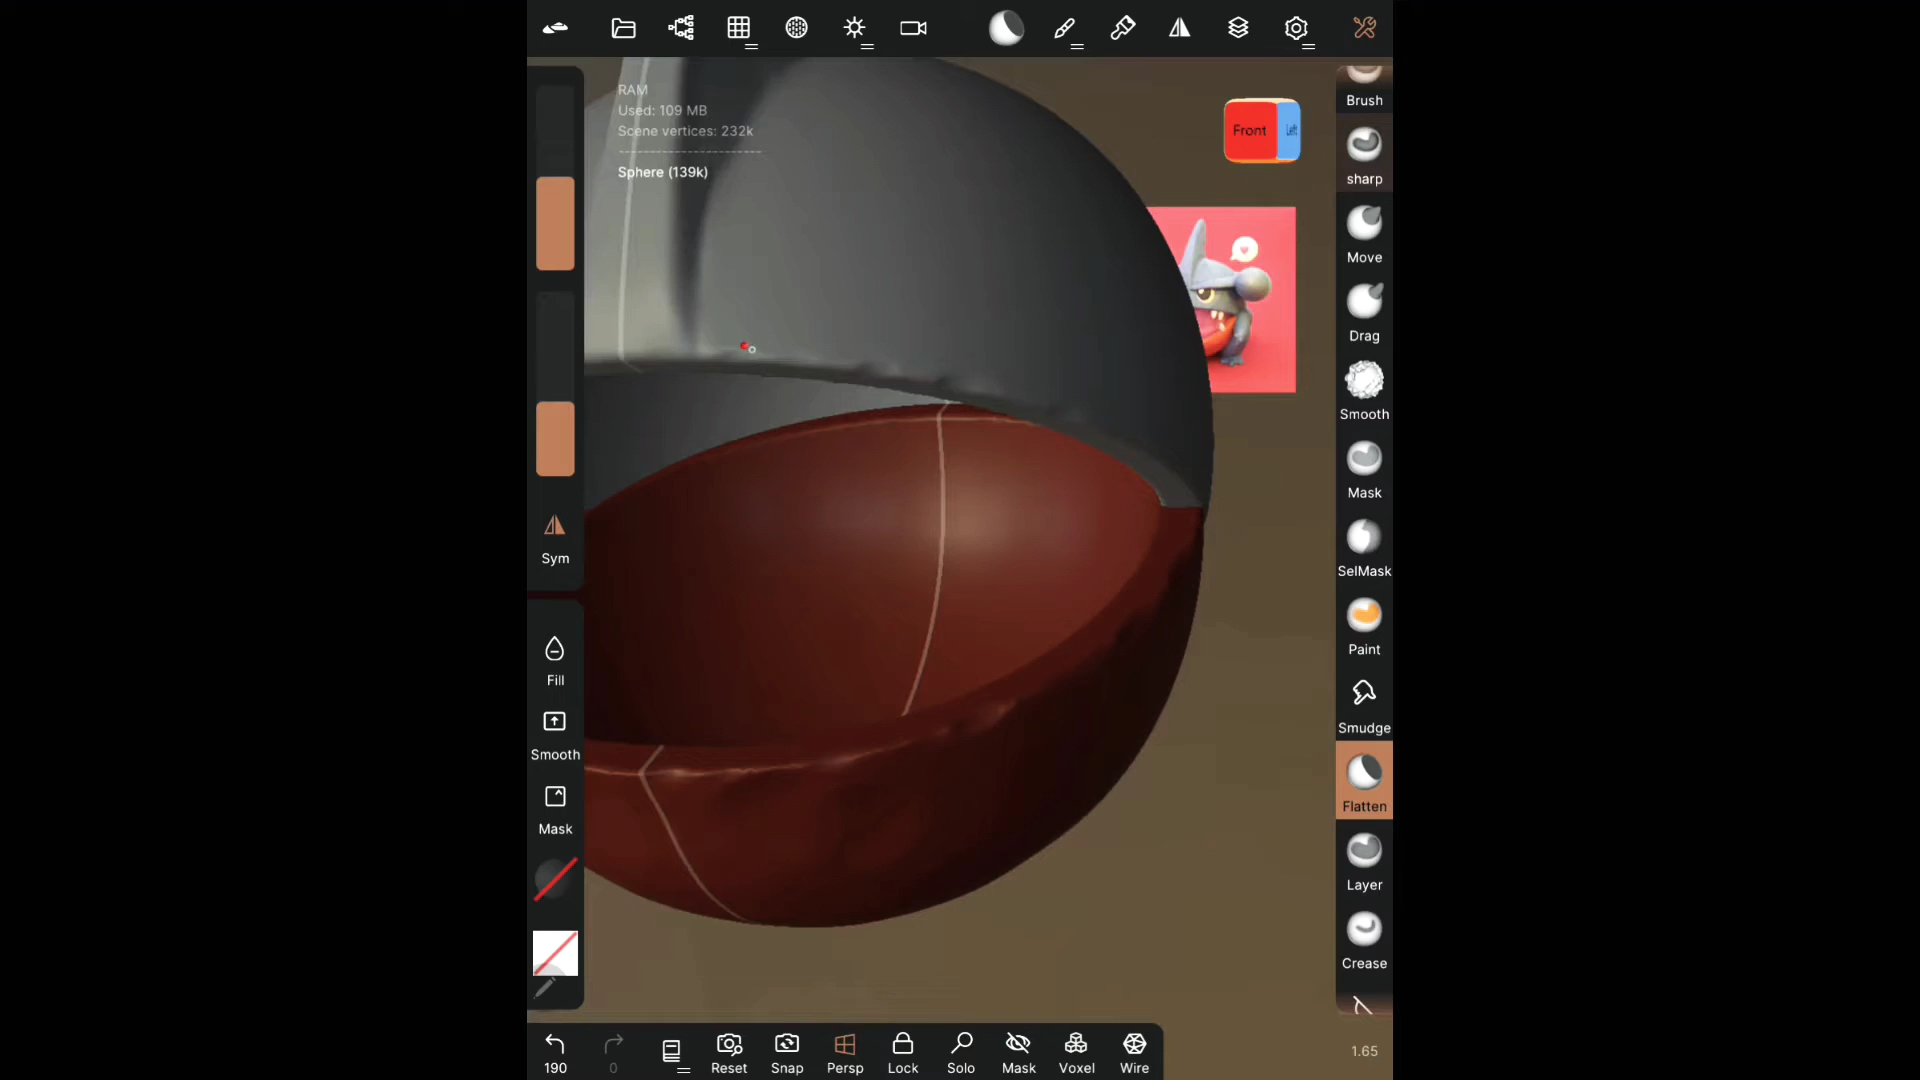 RAM
Used: 109 MB
Scene vertices: 232k
Sphere (139k)
Front
Left
Sym
Fill
Smooth
Mask
Brush
sharp
Move
Drag
Smooth
Mask
SelMask
Paint
Smudge
Flatten
Layer
Crease
190
0
Reset
Snap
Persp
Lock
Solo
Mask
Voxel
Wire
1.65